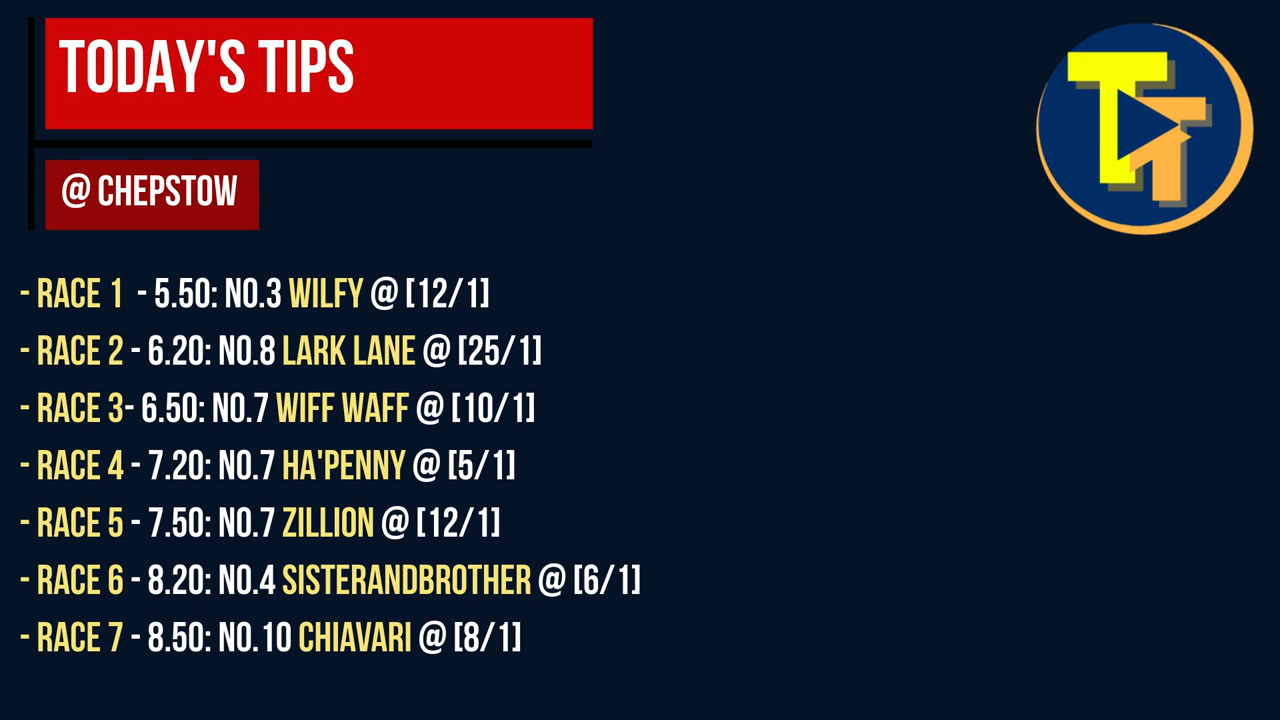 TODAY'S TIPS
@ CHEPSTOW
- RACE 1 - 5.50: NO.3 WILFY @ [12/1]
- RACE 2 - 6.20: NO.8 LARK LANE @ [25/1]
- RACE 3- 6.50: NO.7 WIFF WAFF @ [10/1]
- RACE 4 - 7.20: NO.7 HA'PENNY @ [5/1]
- RACE 5 - 7.50: NO.7 ZILLION @ [12/1]
- RACE 6 - 8.20: NO.4 SISTERANDBROTHER @ [6/1]
- RACE 7 - 8.50: NO.10 CHIAVARI @ [8/1]
TT